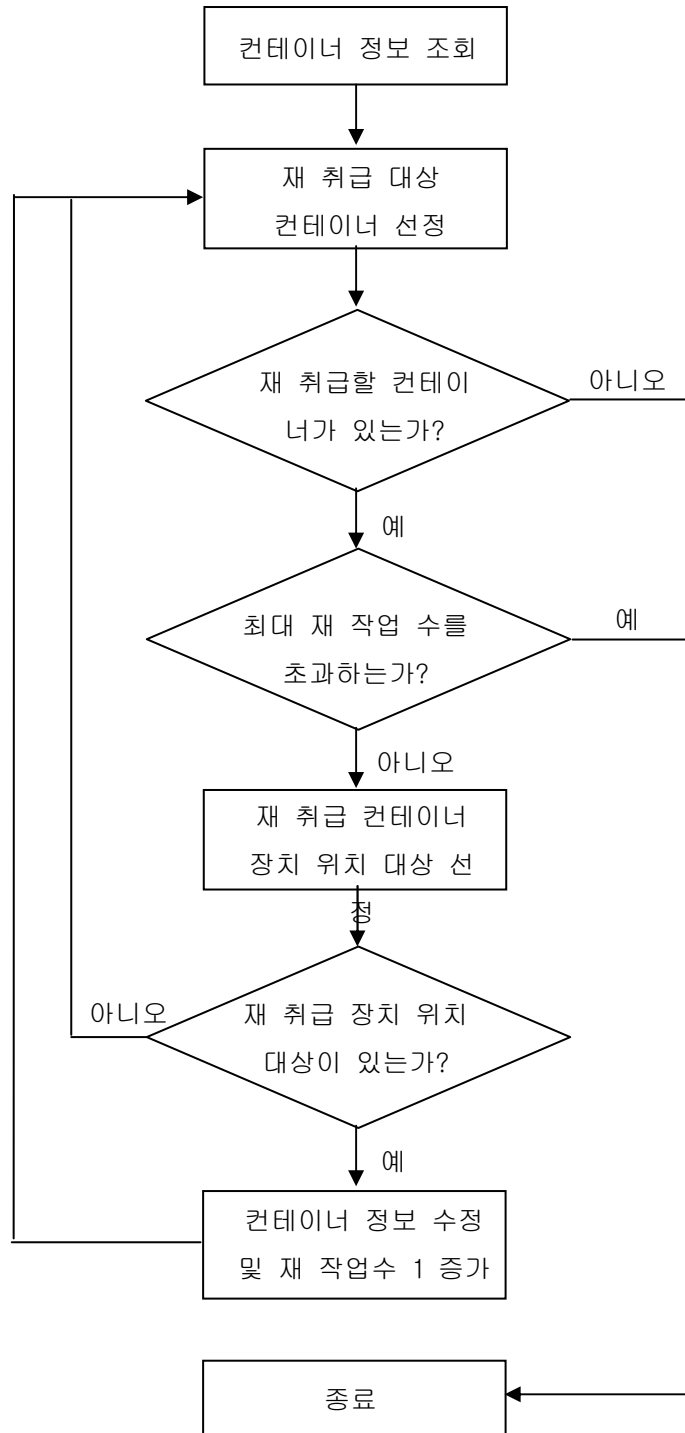 컨테이너 정보 조회
재 취급 대상
컨테이너 선정
재 취급할 컨테이
너가 있는가?
아니오
예
최대 재 작업 수를
초과하는가?
예
아니오
재 취급 컨테이너
장치 위치 대상 선
정
재 취급 장치 위치
대상이 있는가?
아니오
예
컨테이너 정보 수정
및 재 작업수 1 증가
종료